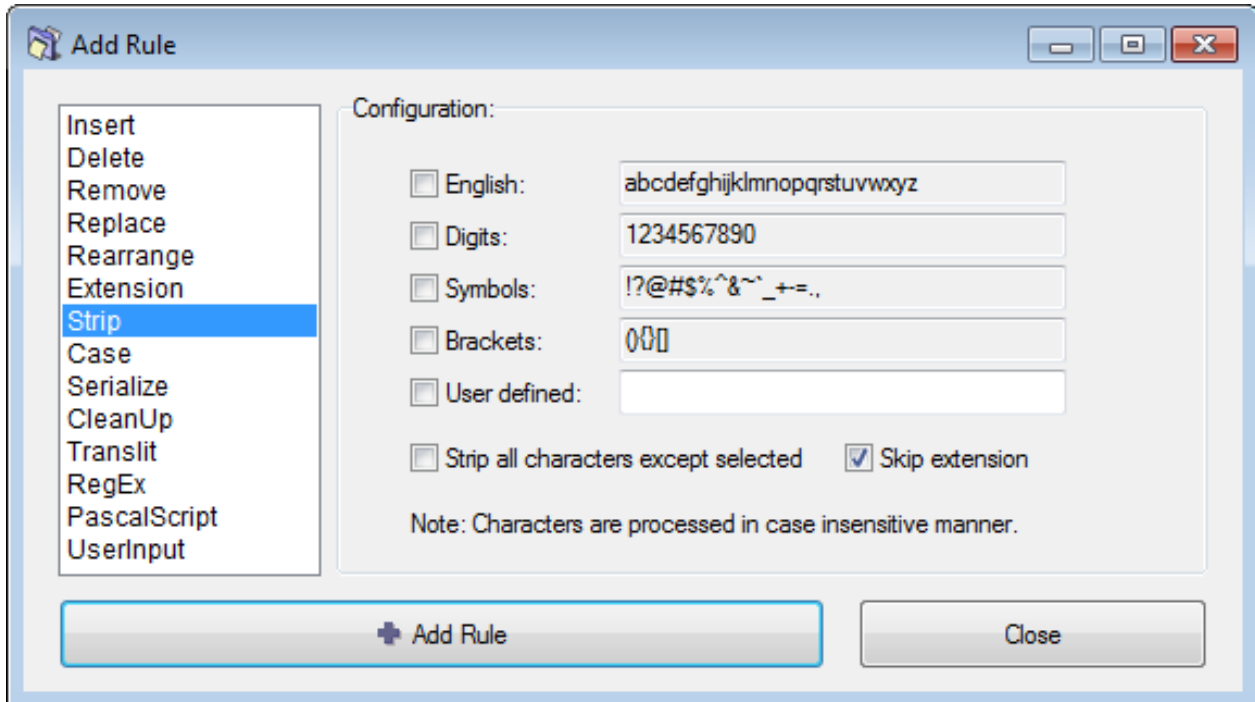 Add Rule
Insert
Delete
Remove
Replace
Rearrange
Extension
Strip
Case
Serialize
CleanUp
Translit
RegEx
PascalScript
UserInput
Configuration:
English: abcdefghijklmnopqrstuvwxyz
Digits: 1234567890
Symbols: !?@#$%^&~`_+-=.,
Brackets: (){}[]
User defined:
Strip all characters except selected Skip extension
Note: Characters are processed in case insensitive manner.
Add Rule Close